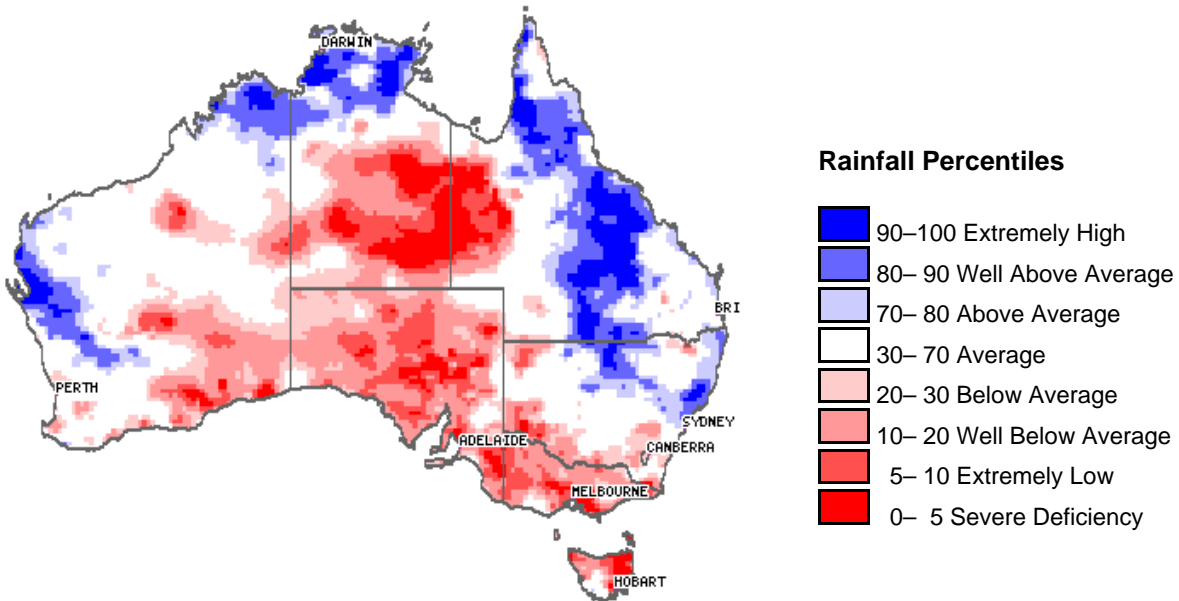 DARWIN
BRI
PERTH
SYDNEY
ADELAIDE
CANBERRA
MELBOURNE
HOBART
Rainfall Percentiles
90–100 Extremely High
80– 90 Well Above Average
70– 80 Above Average
30– 70 Average
20– 30 Below Average
10– 20 Well Below Average
5– 10 Extremely Low
0– 5 Severe Deficiency